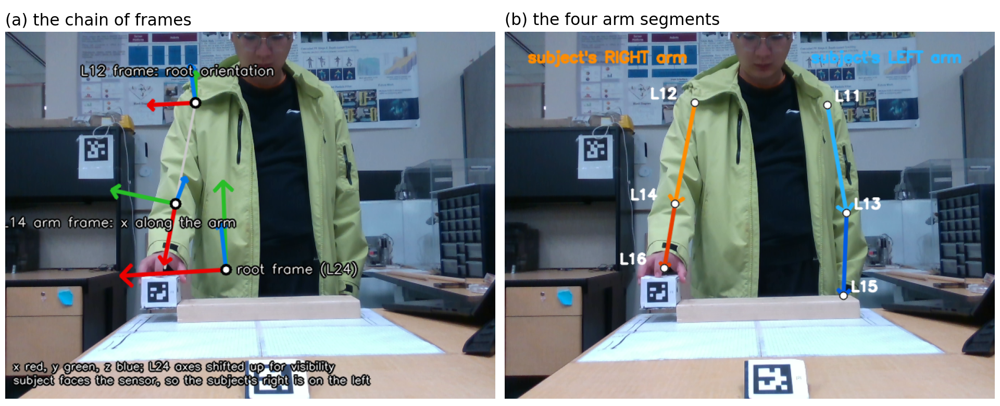 (a) the chain of frames
(b) the four arm segments
L12 frame: root orientation
L14 arm frame: x along the arm
root frame (L24)
x red, y green, z blue; L24 axes shifted up for visibility
subject faces the sensor, so the subject's right is on the left
subject's RIGHT arm
subject's LEFT arm
L12
L11
L14
L13
L16
L15